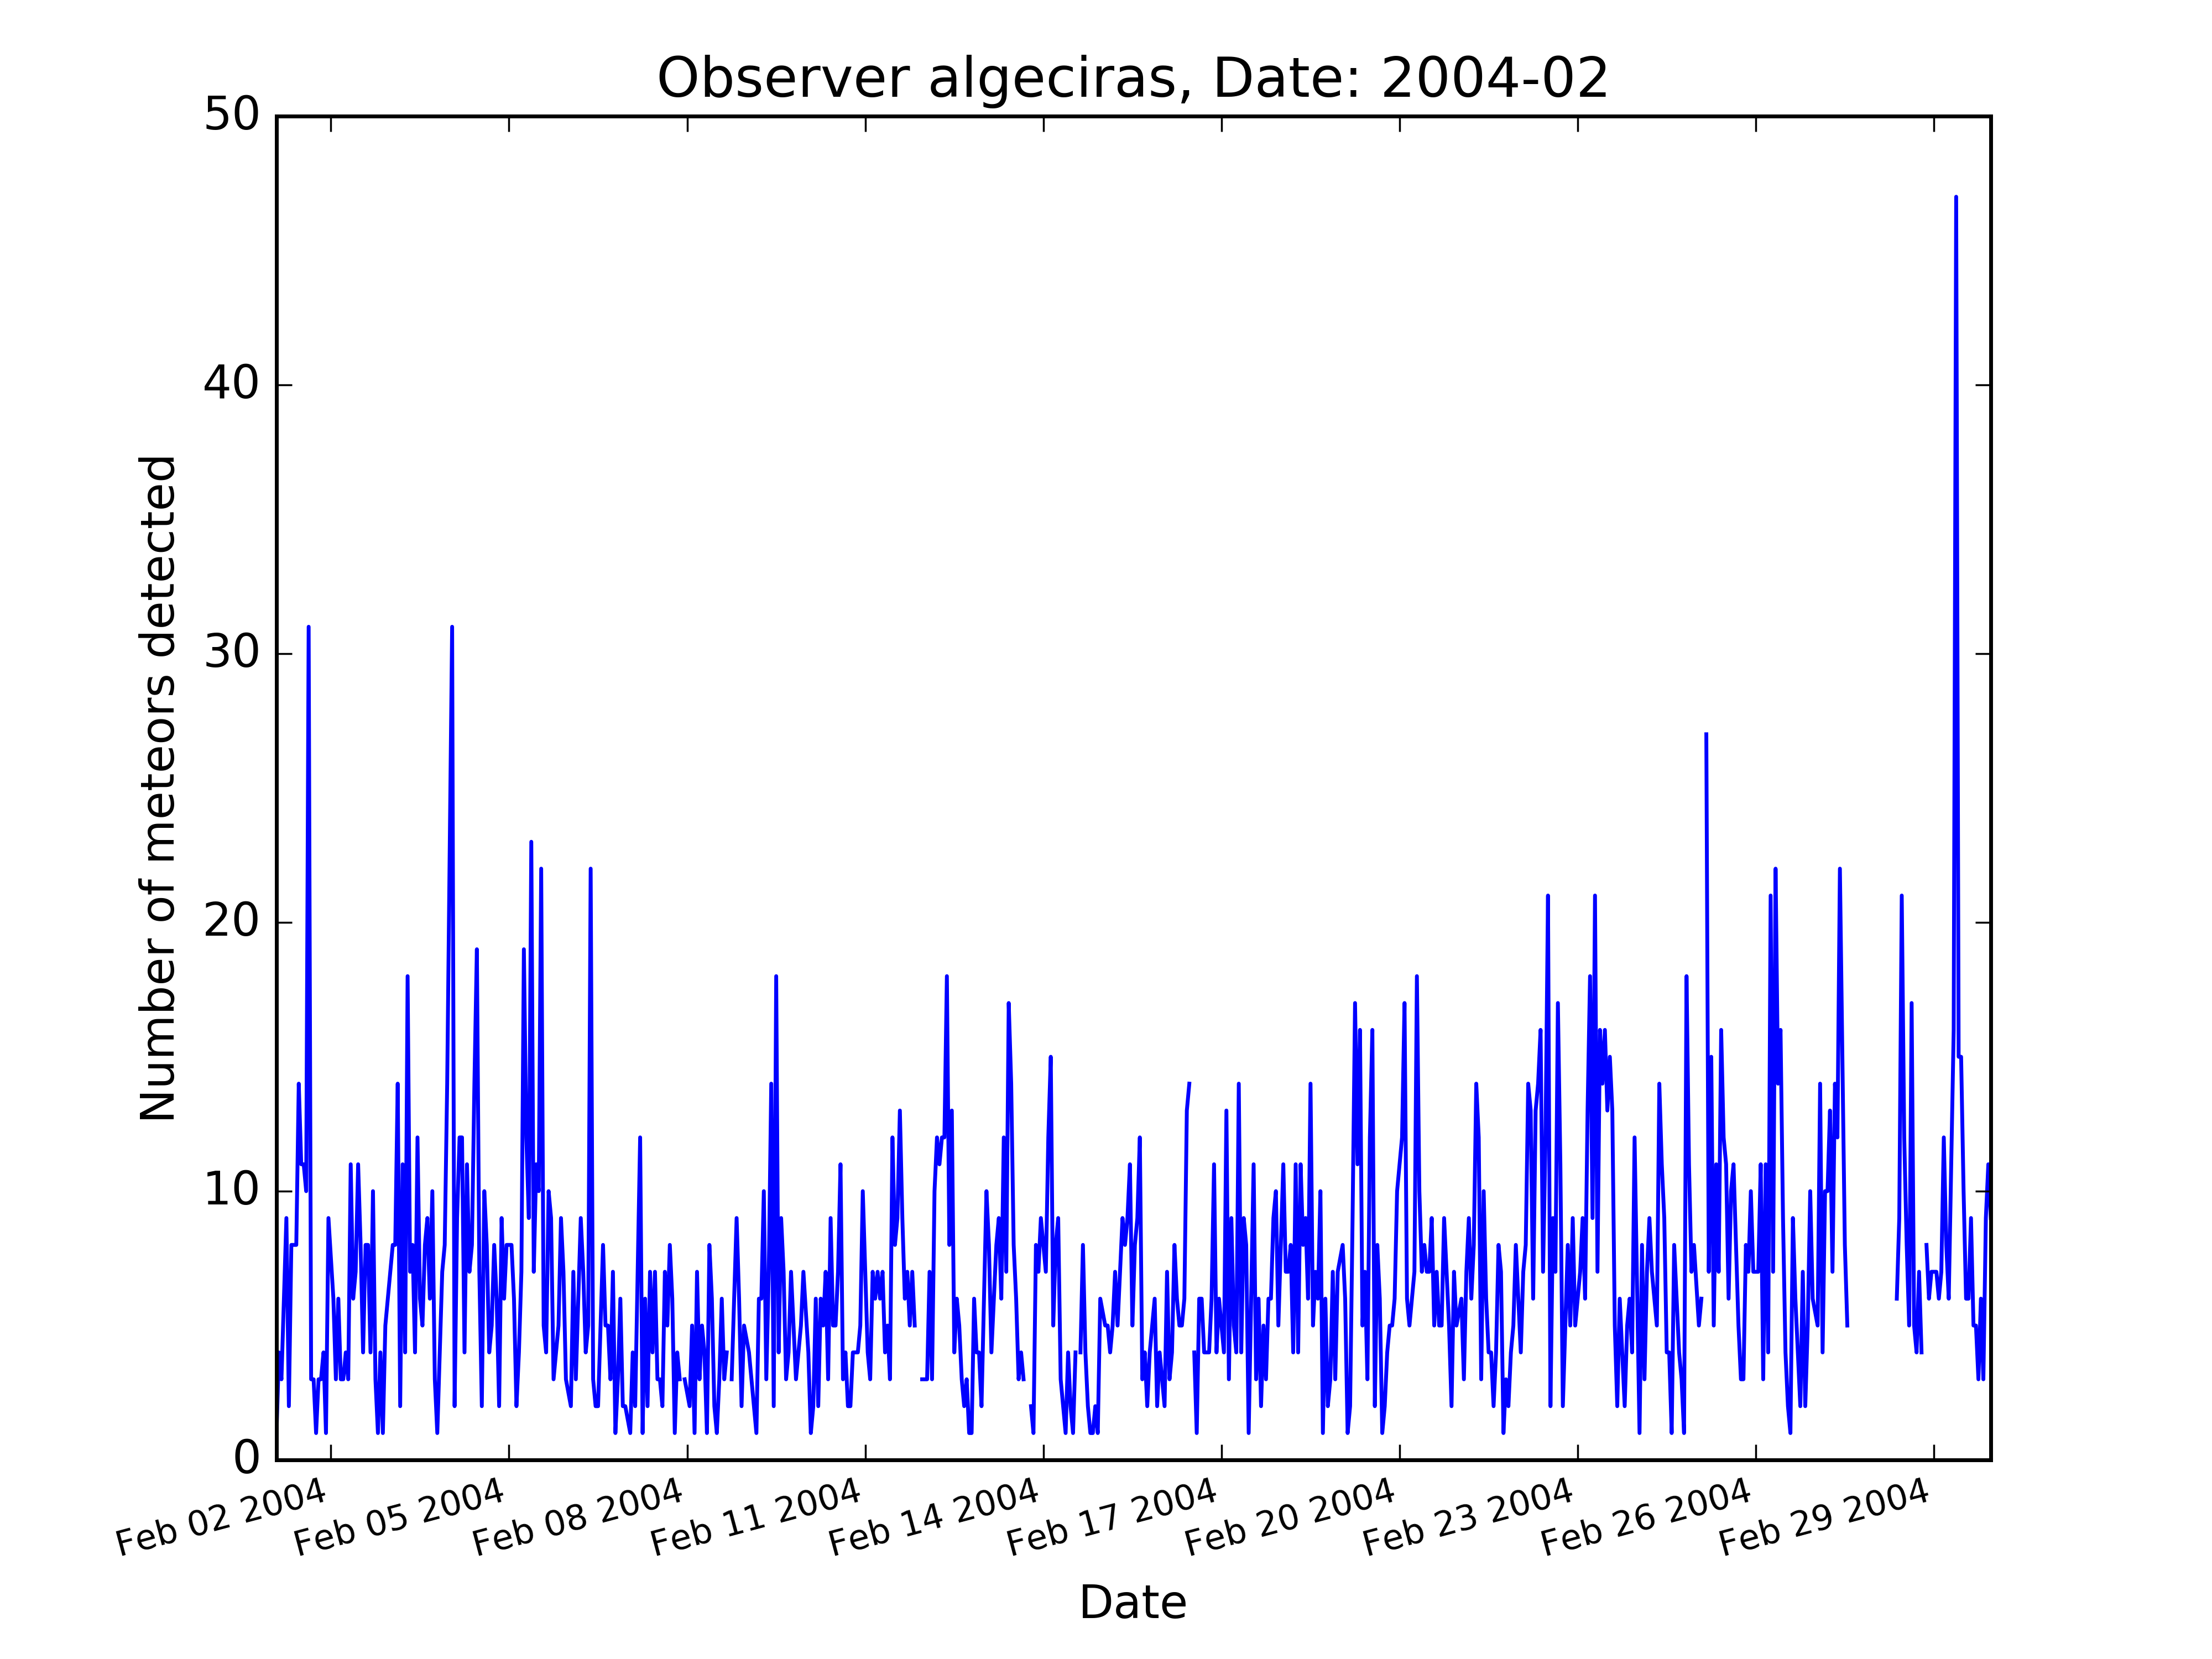 Observer algeciras, Date: 2004-02
50
40
30
20
10
0
Number of meteors detected
Feb 02 2004
Feb 05 2004
Feb 08 2004
Feb 11 2004
Feb 14 2004
Feb 17 2004
Feb 20 2004
Feb 23 2004
Feb 26 2004
Feb 29 2004
Date